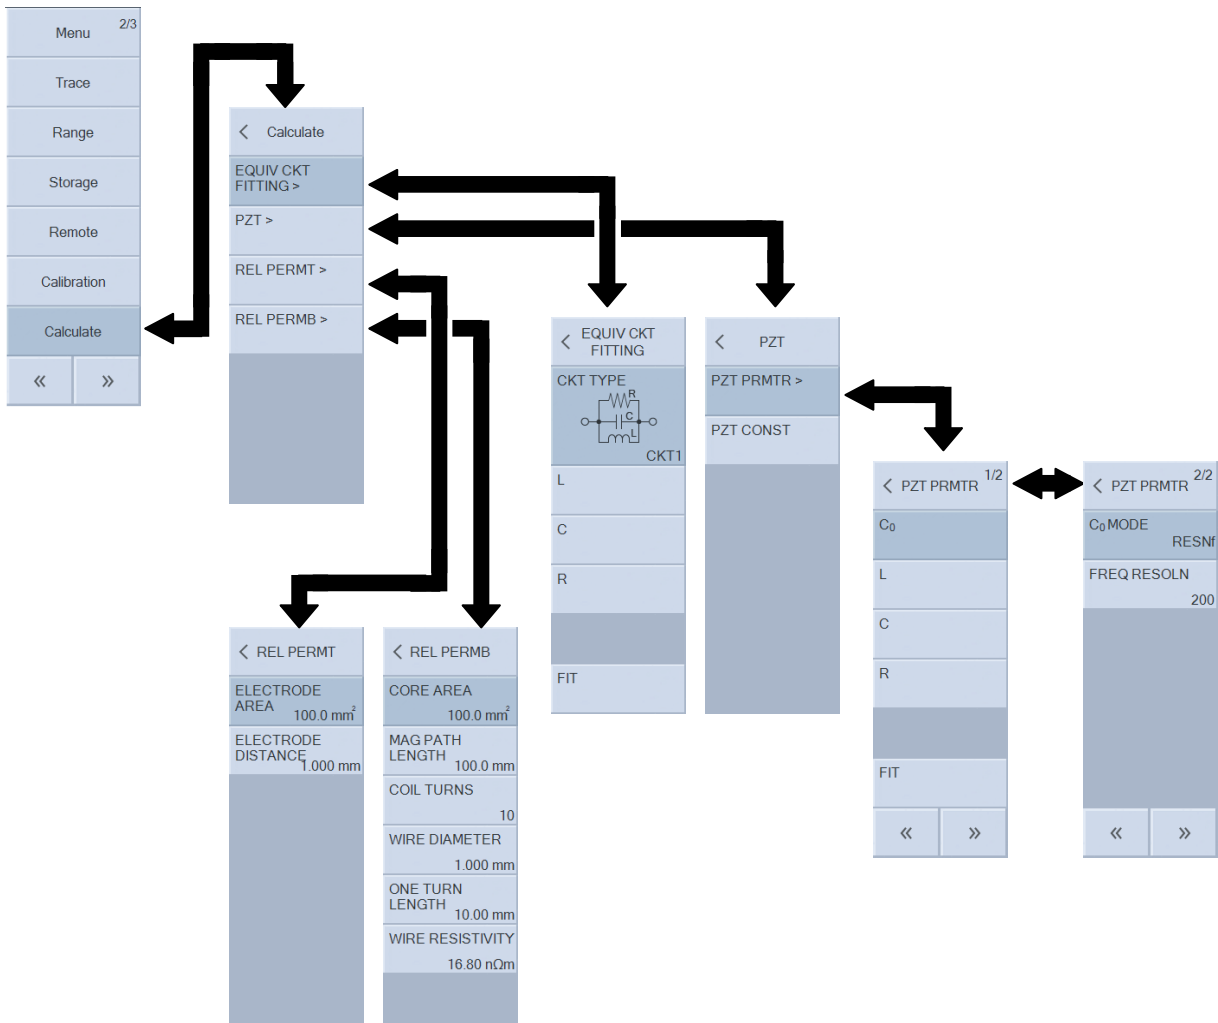 Menu 2/3
Trace
Range
Storage
Remote
Calibration
Calculate
« »
< Calculate
EQUIV CKT
FITTING >
PZT >
REL PERMT >
REL PERMB >
< EQUIV CKT
FITTING
CKT TYPE
R
C
L
CKT1
L
C
R
FIT
< PZT
PZT PRMTR >
PZT CONST
< PZT PRMTR 1/2
C₀
L
C
R
FIT
« »
< PZT PRMTR 2/2
C₀ MODE
RESNf
FREQ RESOLN
200
« »
< REL PERMT
ELECTRODE
AREA
100.0 mm²
ELECTRODE
DISTANCE
1.000 mm
< REL PERMB
CORE AREA
100.0 mm²
MAG PATH
LENGTH
100.0 mm
COIL TURNS
10
WIRE DIAMETER
1.000 mm
ONE TURN
LENGTH
10.00 mm
WIRE RESISTIVITY
16.80 nΩm